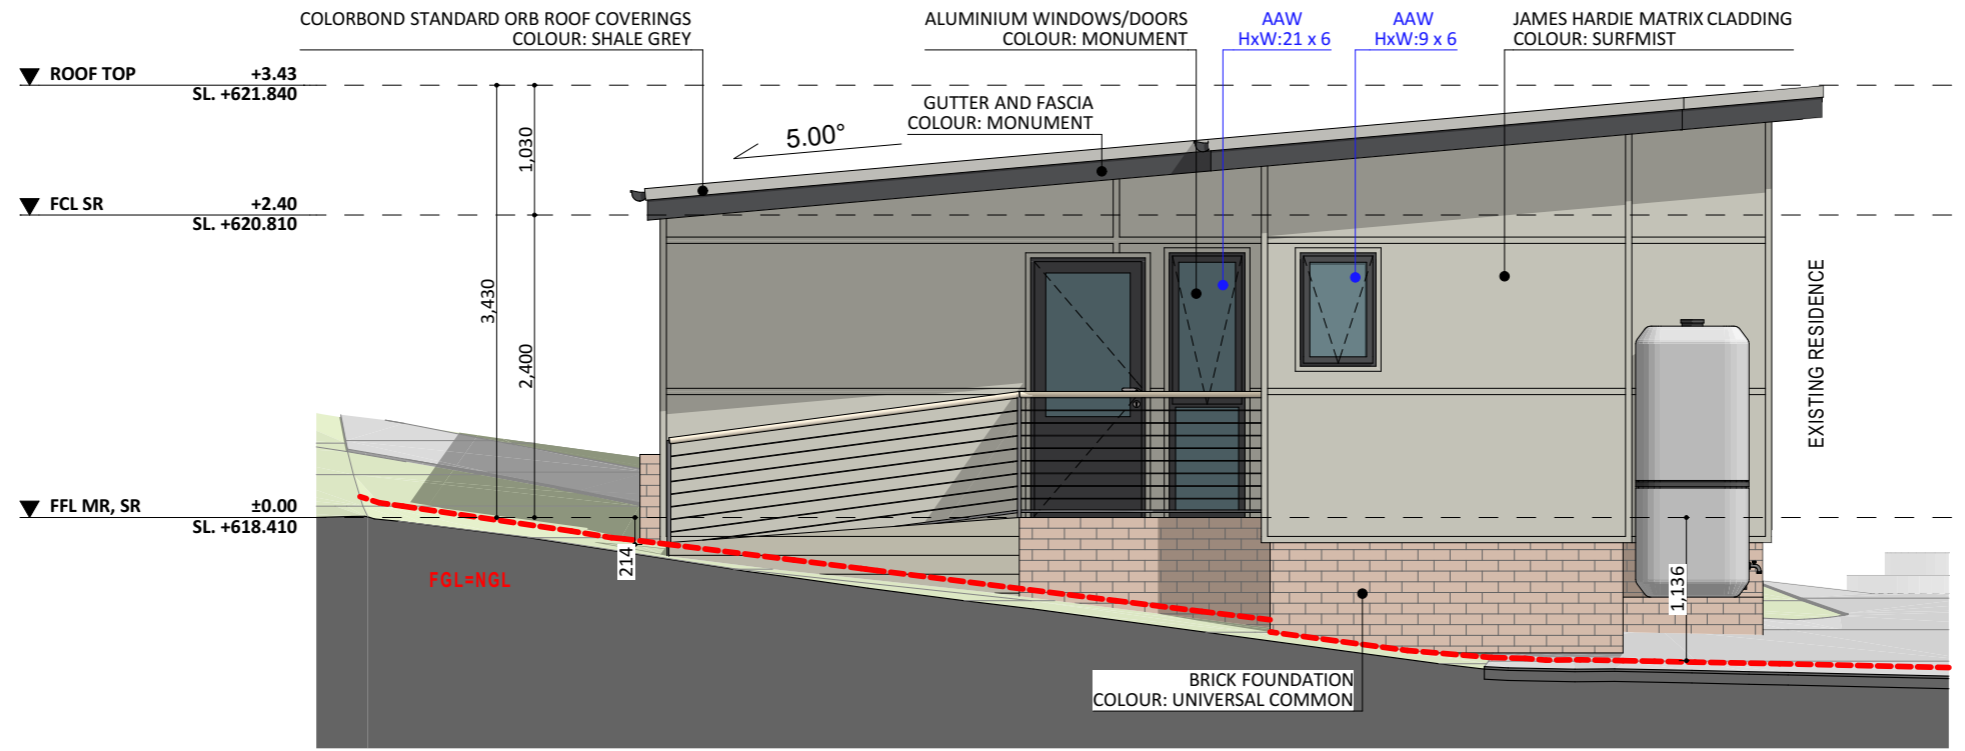 COLORBOND STANDARD ORB ROOF COVERINGS
COLOUR: SHALE GREY
ALUMINIUM WINDOWS/DOORS
COLOUR: MONUMENT
AAW
HxW:21 x 6
AAW
HxW:9 x 6
JAMES HARDIE MATRIX CLADDING
COLOUR: SURFMIST
ROOF TOP +3.43
SL. +621.840
GUTTER AND FASCIA
COLOUR: MONUMENT
5.00°
1,030
FCL SR +2.40
SL. +620.810
3,430
2,400
EXISTING RESIDENCE
FFL MR, SR ±0.00
SL. +618.410
214
FGL=NGL
1,136
BRICK FOUNDATION
COLOUR: UNIVERSAL COMMON